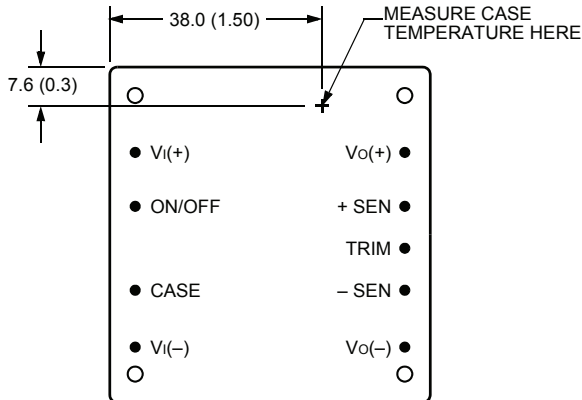 38.0 (1.50)
MEASURE CASE
TEMPERATURE HERE
7.6 (0.3)
VI(+)
VO(+)
ON/OFF
+ SEN
TRIM
CASE
– SEN
VI(–)
VO(–)